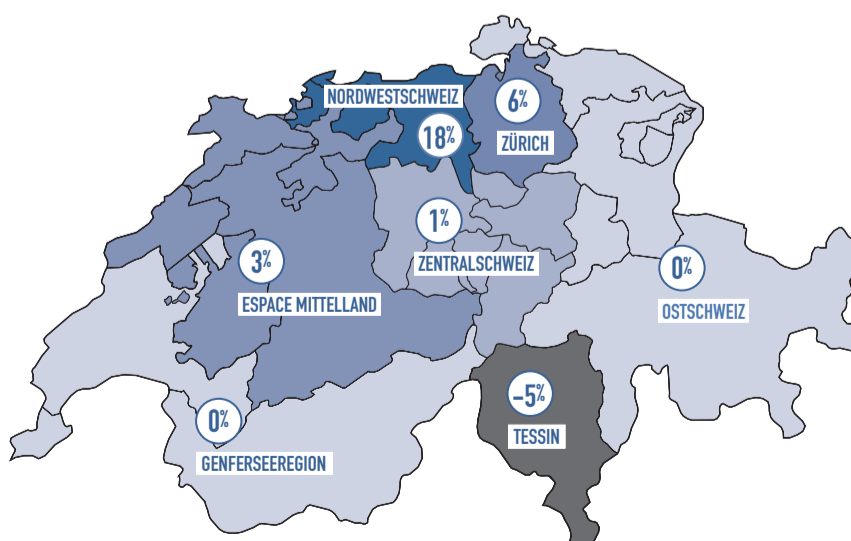 NORDWESTSCHWEIZ
18%
6%
ZÜRICH
1%
ZENTRALSCHWEIZ
3%
ESPACE MITTELLAND
0%
OSTSCHWEIZ
–5%
TESSIN
0%
GENFERSEEREGION